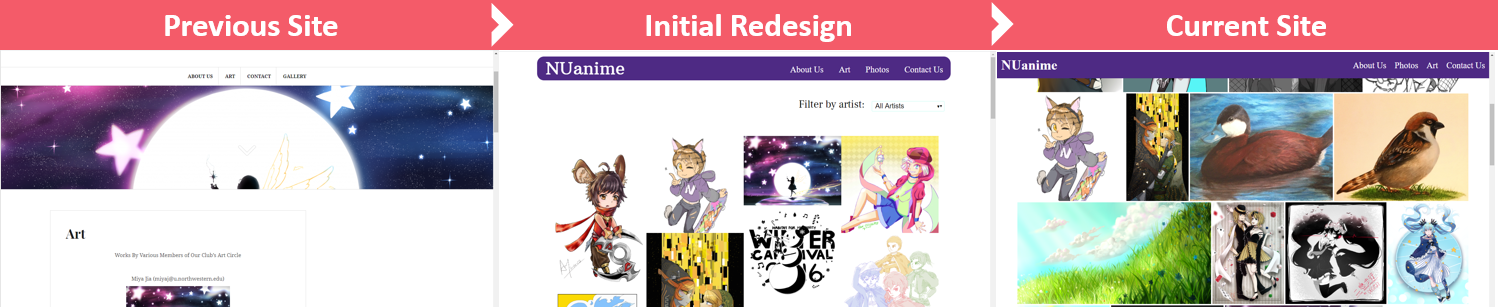 Previous Site
Initial Redesign
Current Site
ABOUT US ART CONTACT GALLERY
Art
Works By Various Members of Our Club's Art Circle
Miya Jia (miyaj@u.northwestern.edu)
NUanime
About Us Art Photos Contact Us
Filter by artist: All Artists
WINTER
CARNIVAL
NUanime
About Us Photos Art Contact Us